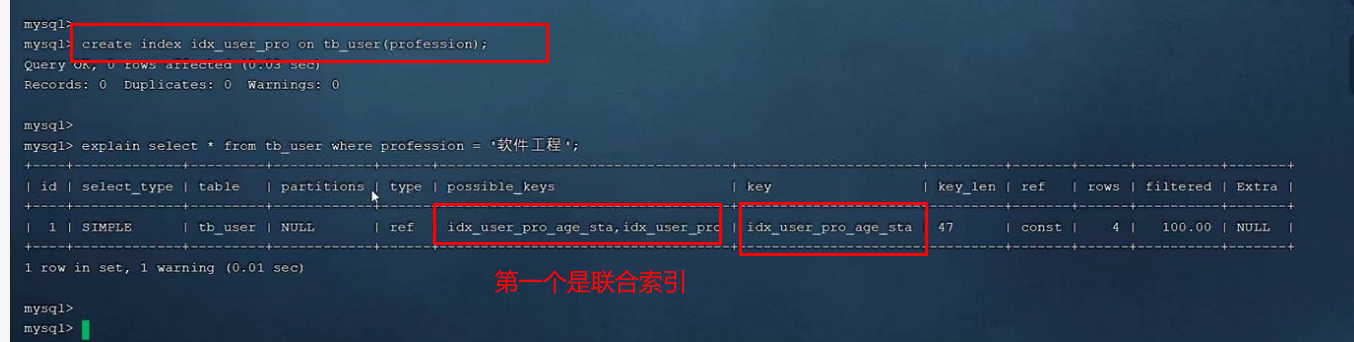 mysql>
mysql> create index idx_user_pro on tb_user(profession);
Query OK, 0 rows affected (0.03 sec)
Records: 0  Duplicates: 0  Warnings: 0
mysql>
mysql> explain select * from tb_user where profession = '软件工程';
+----+-------------+---------+------------+------+-----------------------------------+----------------------+---------+-------+------+----------+-------+
| id | select_type | table   | partitions | type | possible_keys                     | key                  | key_len | ref   | rows | filtered | Extra |
+----+-------------+---------+------------+------+-----------------------------------+----------------------+---------+-------+------+----------+-------+
|  1 | SIMPLE      | tb_user | NULL       | ref  | idx_user_pro_age_sta,idx_user_pro | idx_user_pro_age_sta | 47      | const |    4 |   100.00 | NULL  |
+----+-------------+---------+------------+------+-----------------------------------+----------------------+---------+-------+------+----------+-------+
1 row in set, 1 warning (0.01 sec)
第一个是联合索引
mysql>
mysql>